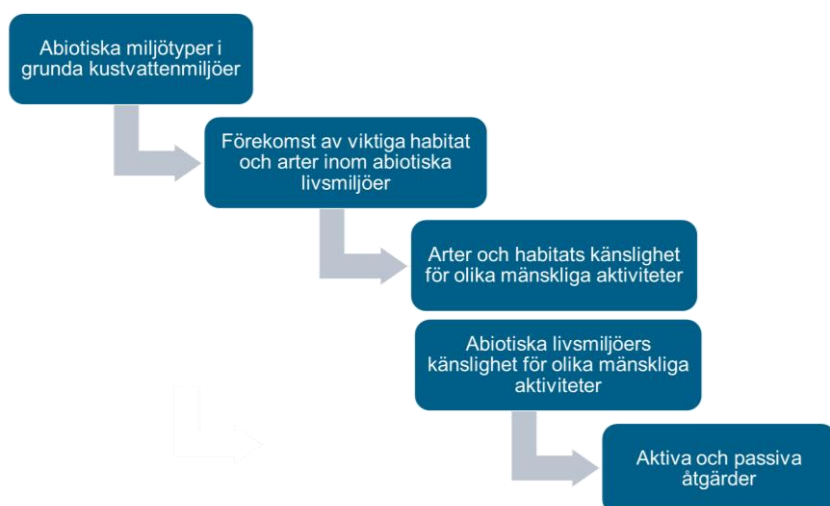 Abiotiska miljötyper i
grunda kustvattenmiljöer
Förekomst av viktiga habitat
och arter inom abiotiska
livsmiljöer
Arter och habitats känslighet
för olika mänskliga aktiviteter
Abiotiska livsmiljöers
känslighet för olika mänskliga
aktiviteter
Aktiva och passiva
åtgärder